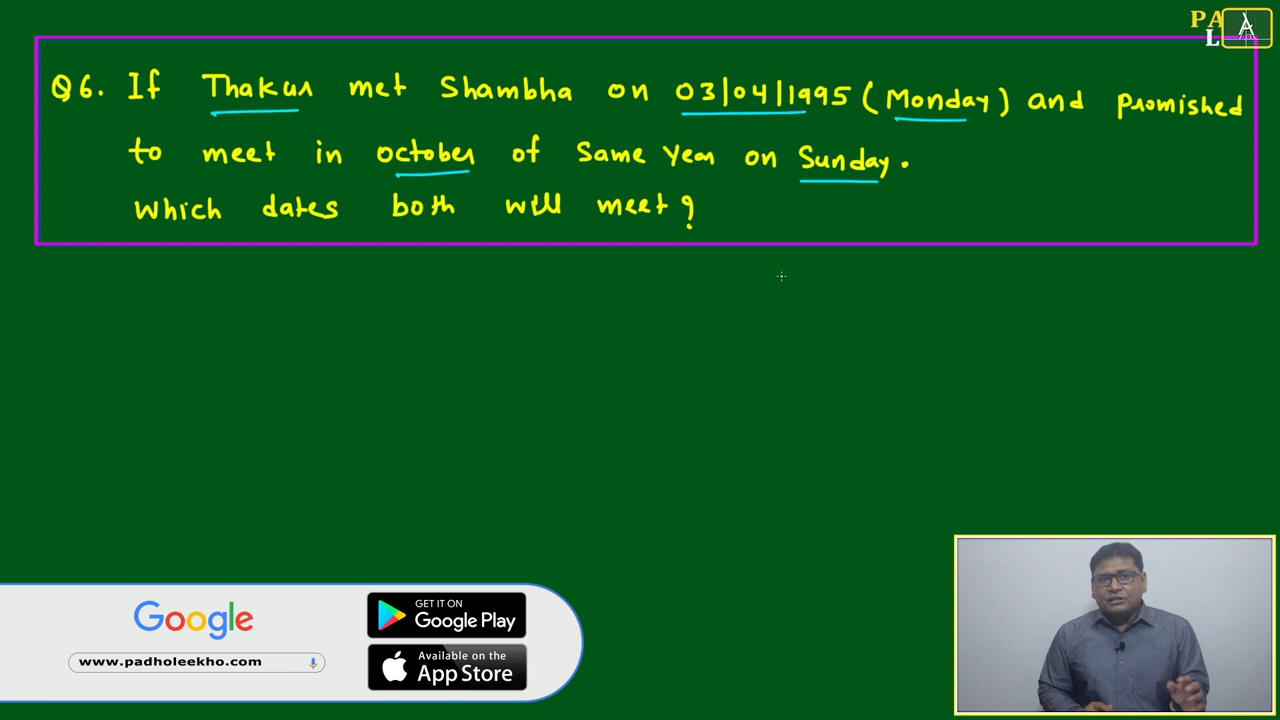 PA
L A
Q6. If Thakur met Shambha on 03/04/1995 (Monday) and promished
to meet in october of Same Year on Sunday.
Which dates both will meet?
Google
www.padholeekho.com
GET IT ON
Google Play
Available on the
App Store